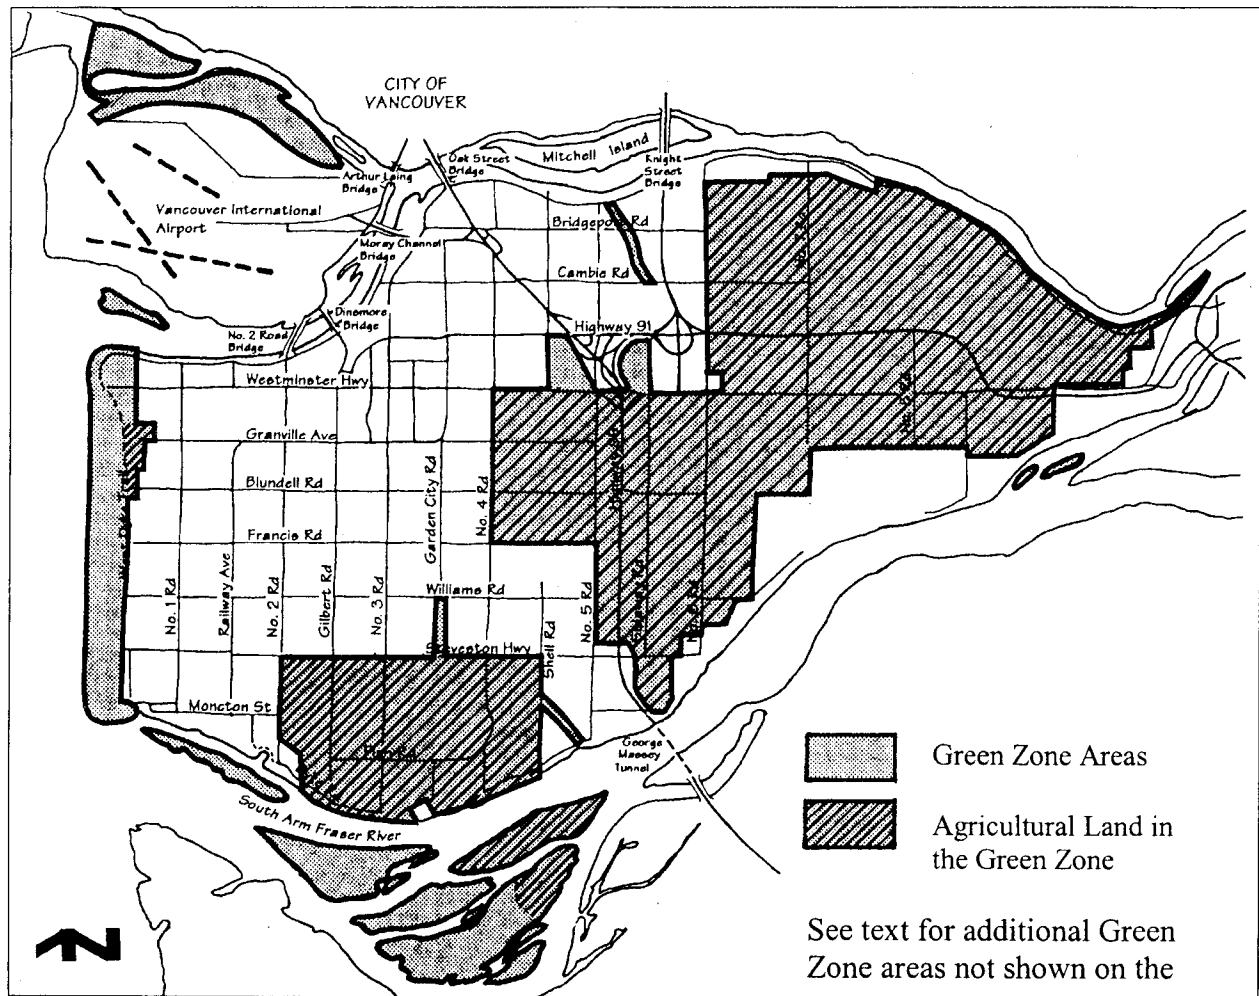 CITY OF
VANCOUVER
Mitchell Island
Oak Street
Bridge
Knight
Street
Bridge
Arthur Laing
Bridge
Vancouver International
Airport
Bridgeport Rd
Moray Channel
Bridge
Cambie Rd
Dinsmore
Bridge
No. 2 Road
Bridge
Highway 91
Westminster Hwy
Granville Ave
Blundell Rd
Francis Rd
Williams Rd
Steveston Hwy
Moncton St
No. 1 Rd
Railway Ave
No. 2 Rd
Gilbert Rd
No. 3 Rd
Garden City Rd
No. 4 Rd
Shell Rd
No. 5 Rd
George
Massey
Tunnel
South Arm Fraser River
N
Green Zone Areas
Agricultural Land in
the Green Zone
See text for additional Green
Zone areas not shown on the